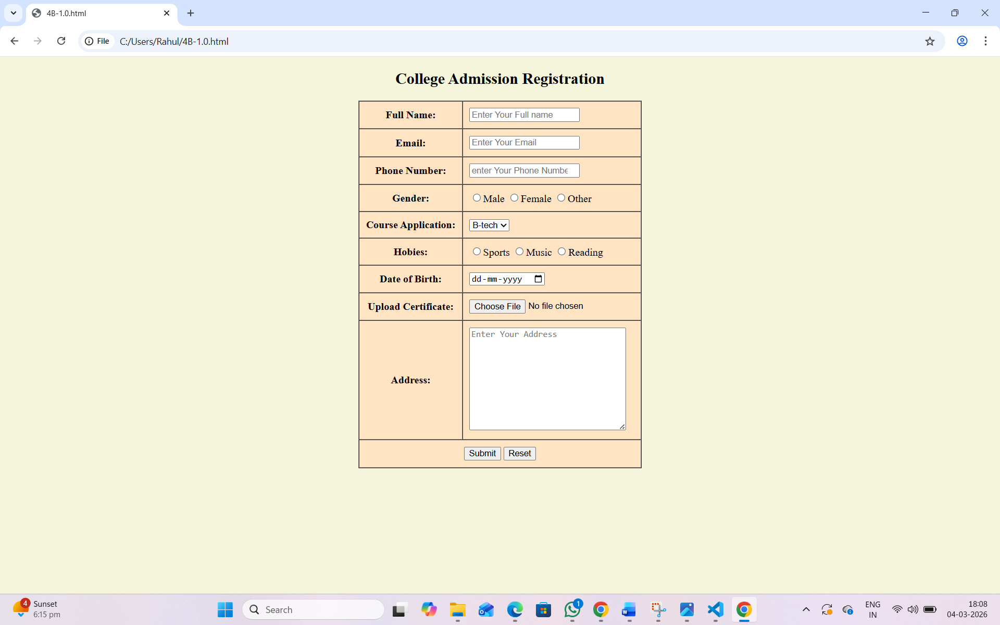 4B-1.0.html
File C:/Users/Rahul/4B-1.0.html
College Admission Registration
Full Name: Enter Your Full name
Email: Enter Your Email
Phone Number: enter Your Phone Numbe
Gender: Male Female Other
Course Application: B-tech
Hobies: Sports Music Reading
Date of Birth: dd-mm-yyyy
Upload Certificate: Choose File No file chosen
Address: Enter Your Address
Submit Reset
4 Sunset
6:15 pm
Search
1
ENG
IN
18:08
04-03-2026